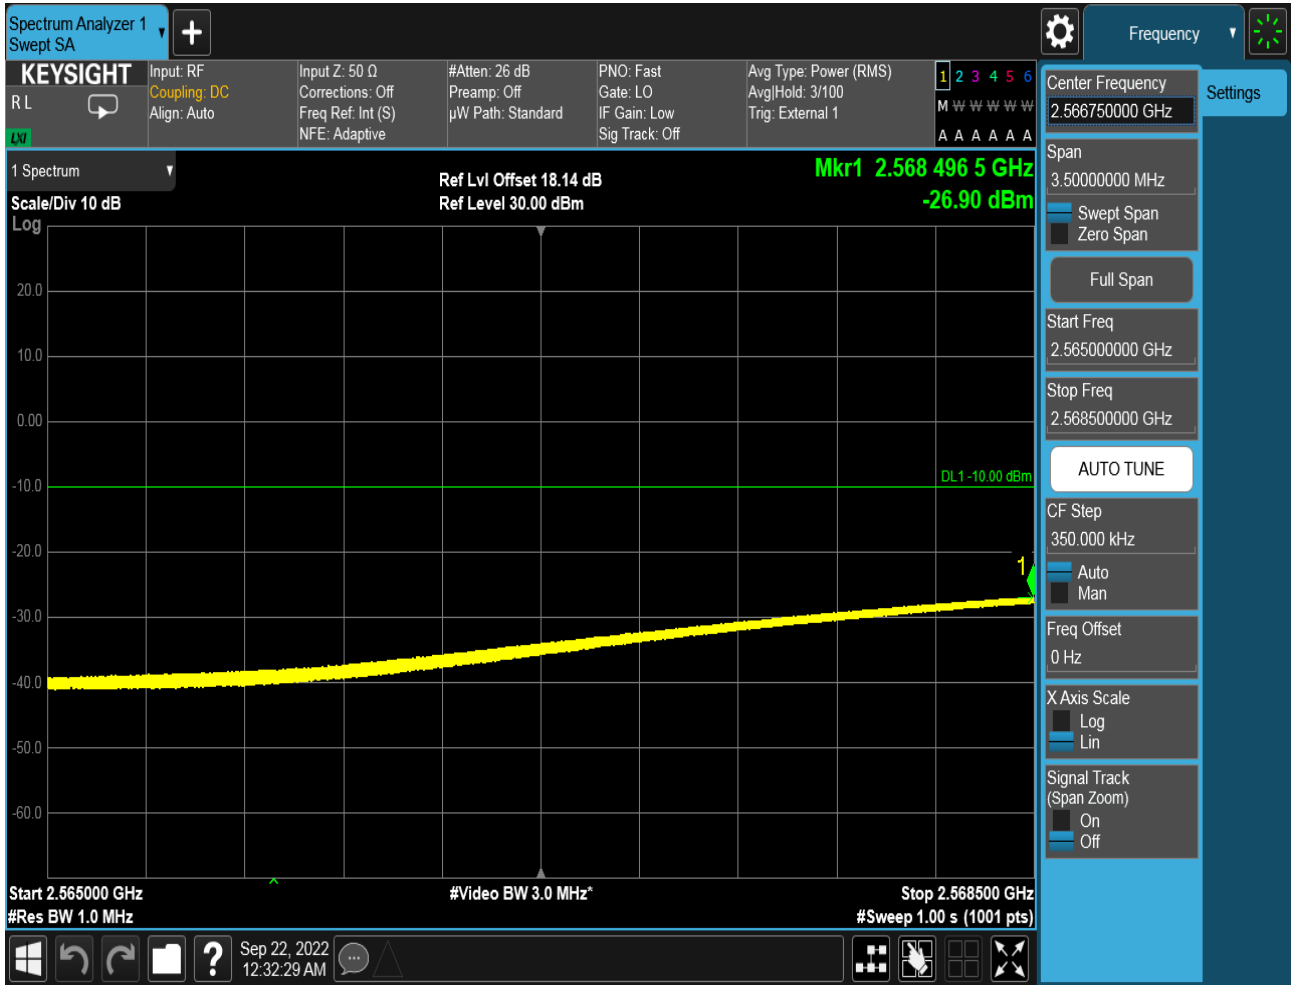 Spectrum Analyzer 1
Swept SA
Frequency
KEYSIGHT
R L
LXI
Input: RF
Coupling: DC
Align: Auto
Input Z: 50 Ω
Corrections: Off
Freq Ref: Int (S)
NFE: Adaptive
#Atten: 26 dB
Preamp: Off
µW Path: Standard
PNO: Fast
Gate: LO
IF Gain: Low
Sig Track: Off
Avg Type: Power (RMS)
Avg|Hold: 3/100
Trig: External 1
1 2 3 4 5 6
M W W W W W
A A A A A A
1 Spectrum
Scale/Div 10 dB
Log
Ref Lvl Offset 18.14 dB
Ref Level 30.00 dBm
Mkr1 2.568 496 5 GHz
-26.90 dBm
20.0
10.0
0.00
-10.0
-20.0
-30.0
-40.0
-50.0
-60.0
DL1 -10.00 dBm
1
Start 2.565000 GHz
#Res BW 1.0 MHz
#Video BW 3.0 MHz*
Stop 2.568500 GHz
#Sweep 1.00 s (1001 pts)
Center Frequency
2.566750000 GHz
Settings
Span
3.50000000 MHz
Swept Span
Zero Span
Full Span
Start Freq
2.565000000 GHz
Stop Freq
2.568500000 GHz
AUTO TUNE
CF Step
350.000 kHz
Auto
Man
Freq Offset
0 Hz
X Axis Scale
Log
Lin
Signal Track
(Span Zoom)
On
Off
?
Sep 22, 2022
12:32:29 AM